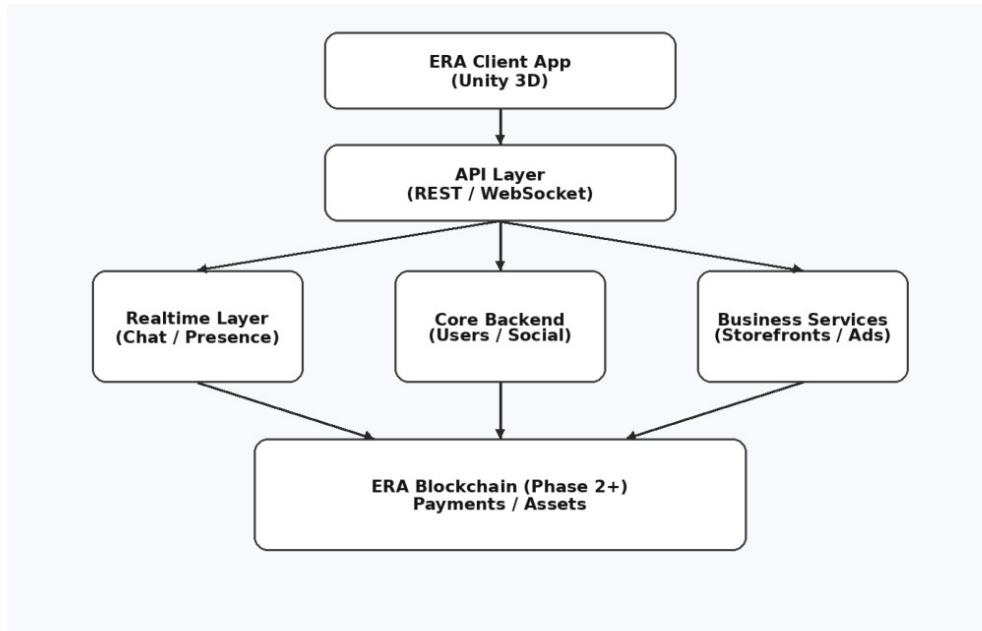 ERA Client App
(Unity 3D)
API Layer
(REST / WebSocket)
Realtime Layer
(Chat / Presence)
Core Backend
(Users / Social)
Business Services
(Storefronts / Ads)
ERA Blockchain (Phase 2+)
Payments / Assets